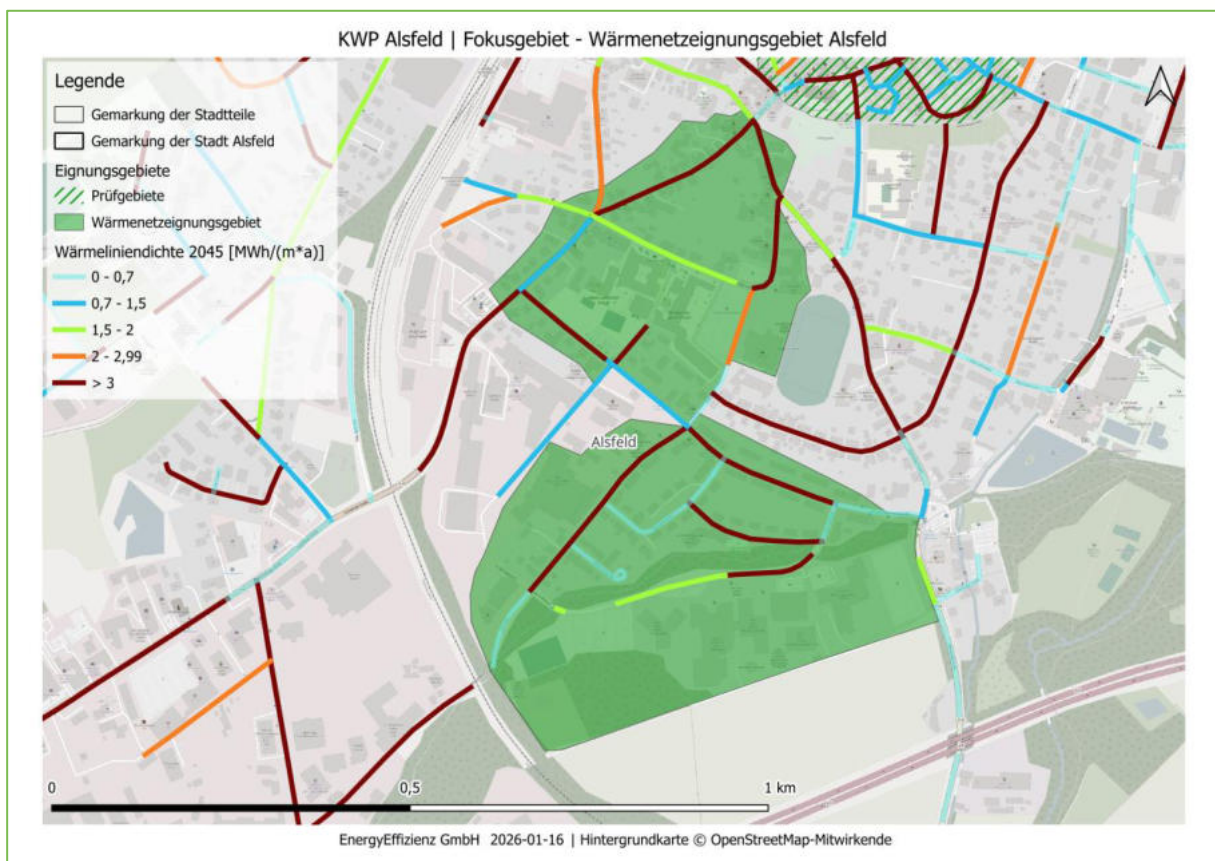 KWP Alsfeld | Fokusgebiet - Wärmenetzeignungsgebiet Alsfeld
Legende
Gemarkung der Stadtteile
Gemarkung der Stadt Alsfeld
Eignungsgebiete
Prüfgebiete
Wärmenetzeignungsgebiet
Wärmeliniendichte 2045 [MWh/(m*a)]
0 - 0,7
0,7 - 1,5
1,5 - 2
2 - 2,99
> 3
Alsfeld
0 0,5 1 km
EnergyEffizienz GmbH 2026-01-16 | Hintergrundkarte © OpenStreetMap-Mitwirkende